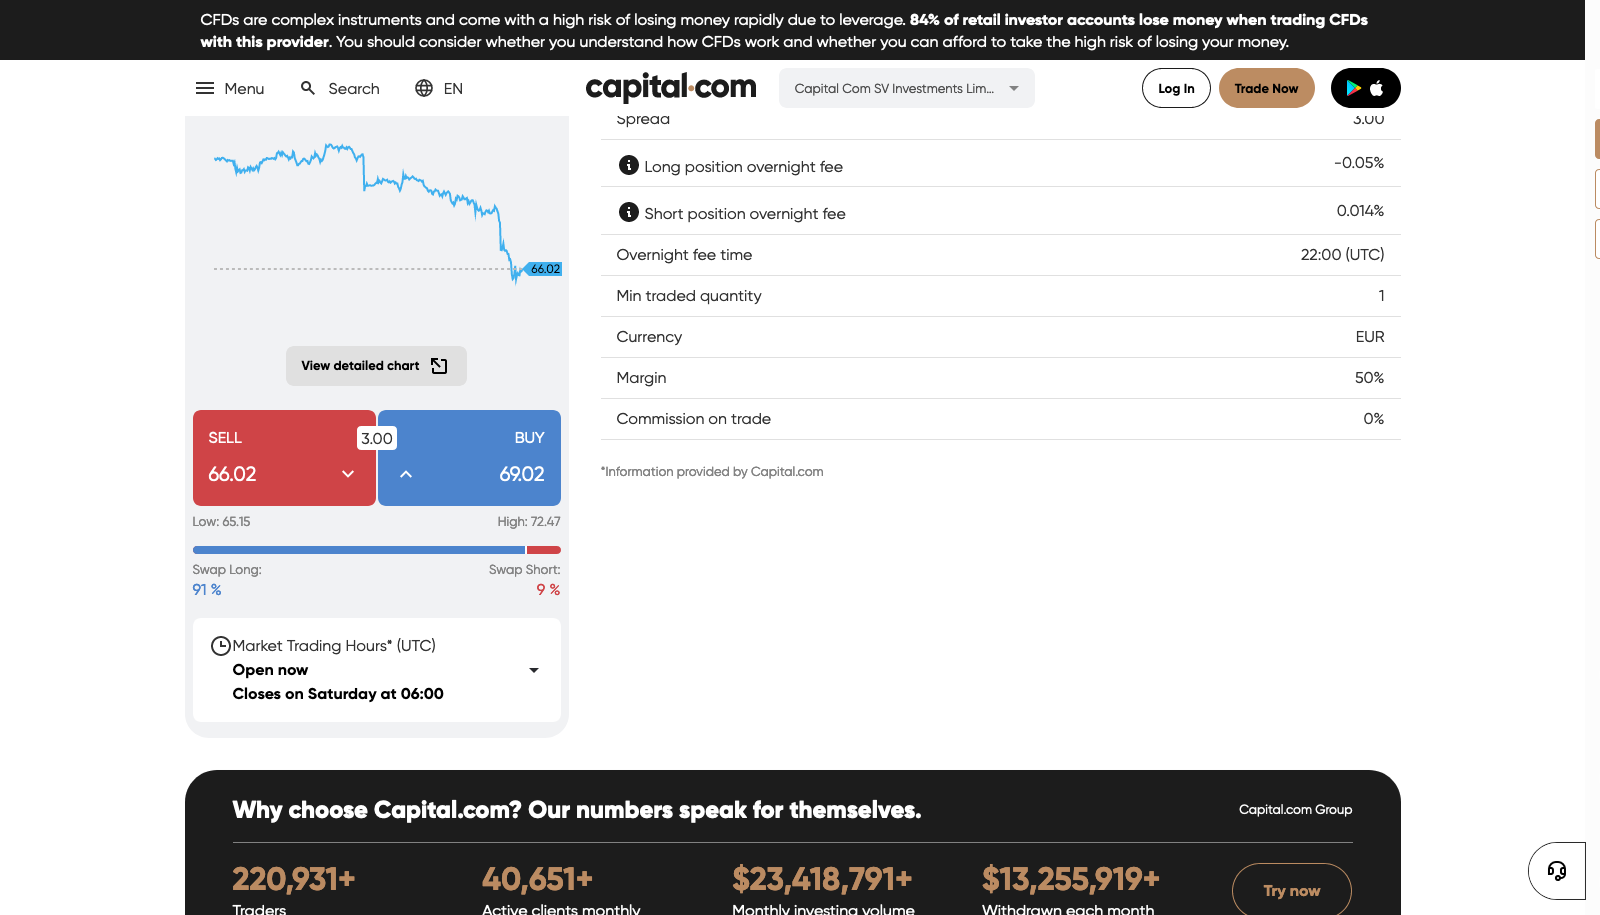 CFDs are complex instruments and come with a high risk of losing money rapidly due to leverage. 84% of retail investor accounts lose money when trading CFDs
with this provider. You should consider whether you understand how CFDs work and whether you can afford to take the high risk of losing your money.
Menu
Search
EN
capital.com
Capital Com SV Investments Lim...
Log In
Trade Now
Spread
3.00
Long position overnight fee
-0.05%
Short position overnight fee
0.014%
Overnight fee time
22:00 (UTC)
Min traded quantity
1
Currency
EUR
Margin
50%
Commission on trade
0%
*Information provided by Capital.com
66.02
View detailed chart
SELL
3.00
BUY
66.02
69.02
Low: 65.15
High: 72.47
Swap Long:
Swap Short:
91 %
9 %
Market Trading Hours* (UTC)
Open now
Closes on Saturday at 06:00
Why choose Capital.com? Our numbers speak for themselves.
Capital.com Group
220,931+
40,651+
$23,418,791+
$13,255,919+
Try now
Traders
Active clients monthly
Monthly investing volume
Withdrawn each month